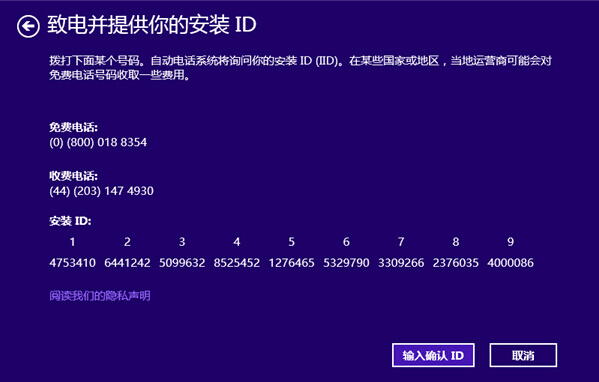 致电并提供你的安装 ID
拨打下面某个号码。自动电话系统将询问你的安装 ID (IID)。在某些国家或地区，当地运营商可能会对
免费电话号码收取一些费用。
免费电话:
(0) (800) 018 8354
收费电话:
(44) (203) 147 4930
安装 ID:
1 2 3 4 5 6 7 8 9
4753410 6441242 5099632 8525452 1276465 5329790 3309266 2376035 4000086
阅读我们的隐私声明
输入确认 ID 取消